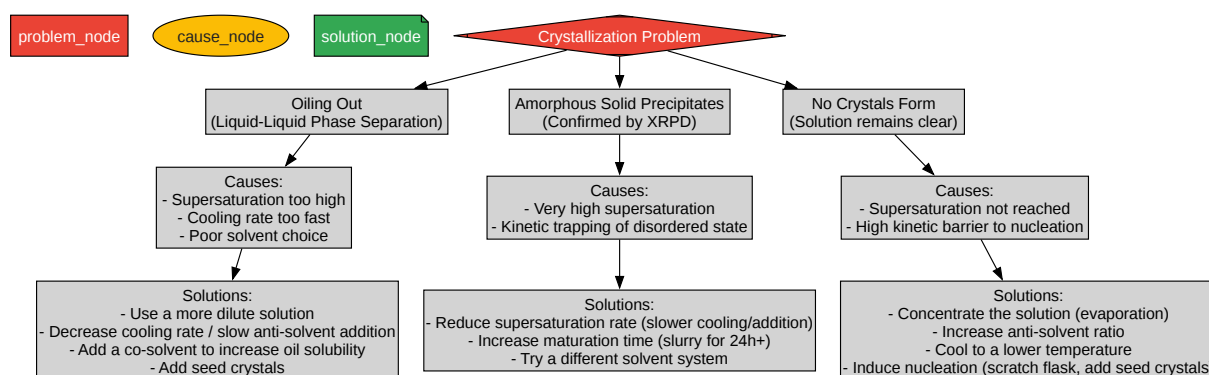 problem_node
cause_node
solution_node
Crystallization Problem
Oiling Out
(Liquid-Liquid Phase Separation)
Amorphous Solid Precipitates
(Confirmed by XRPD)
No Crystals Form
(Solution remains clear)
Causes:
- Supersaturation too high
- Cooling rate too fast
- Poor solvent choice
Causes:
- Very high supersaturation
- Kinetic trapping of disordered state
Causes:
- Supersaturation not reached
- High kinetic barrier to nucleation
Solutions:
- Use a more dilute solution
- Decrease cooling rate / slow anti-solvent addition
- Add a co-solvent to increase oil solubility
- Add seed crystals
Solutions:
- Reduce supersaturation rate (slower cooling/addition)
- Increase maturation time (slurry for 24h+)
- Try a different solvent system
Solutions:
- Concentrate the solution (evaporation)
- Increase anti-solvent ratio
- Cool to a lower temperature
- Induce nucleation (scratch flask, add seed crystals